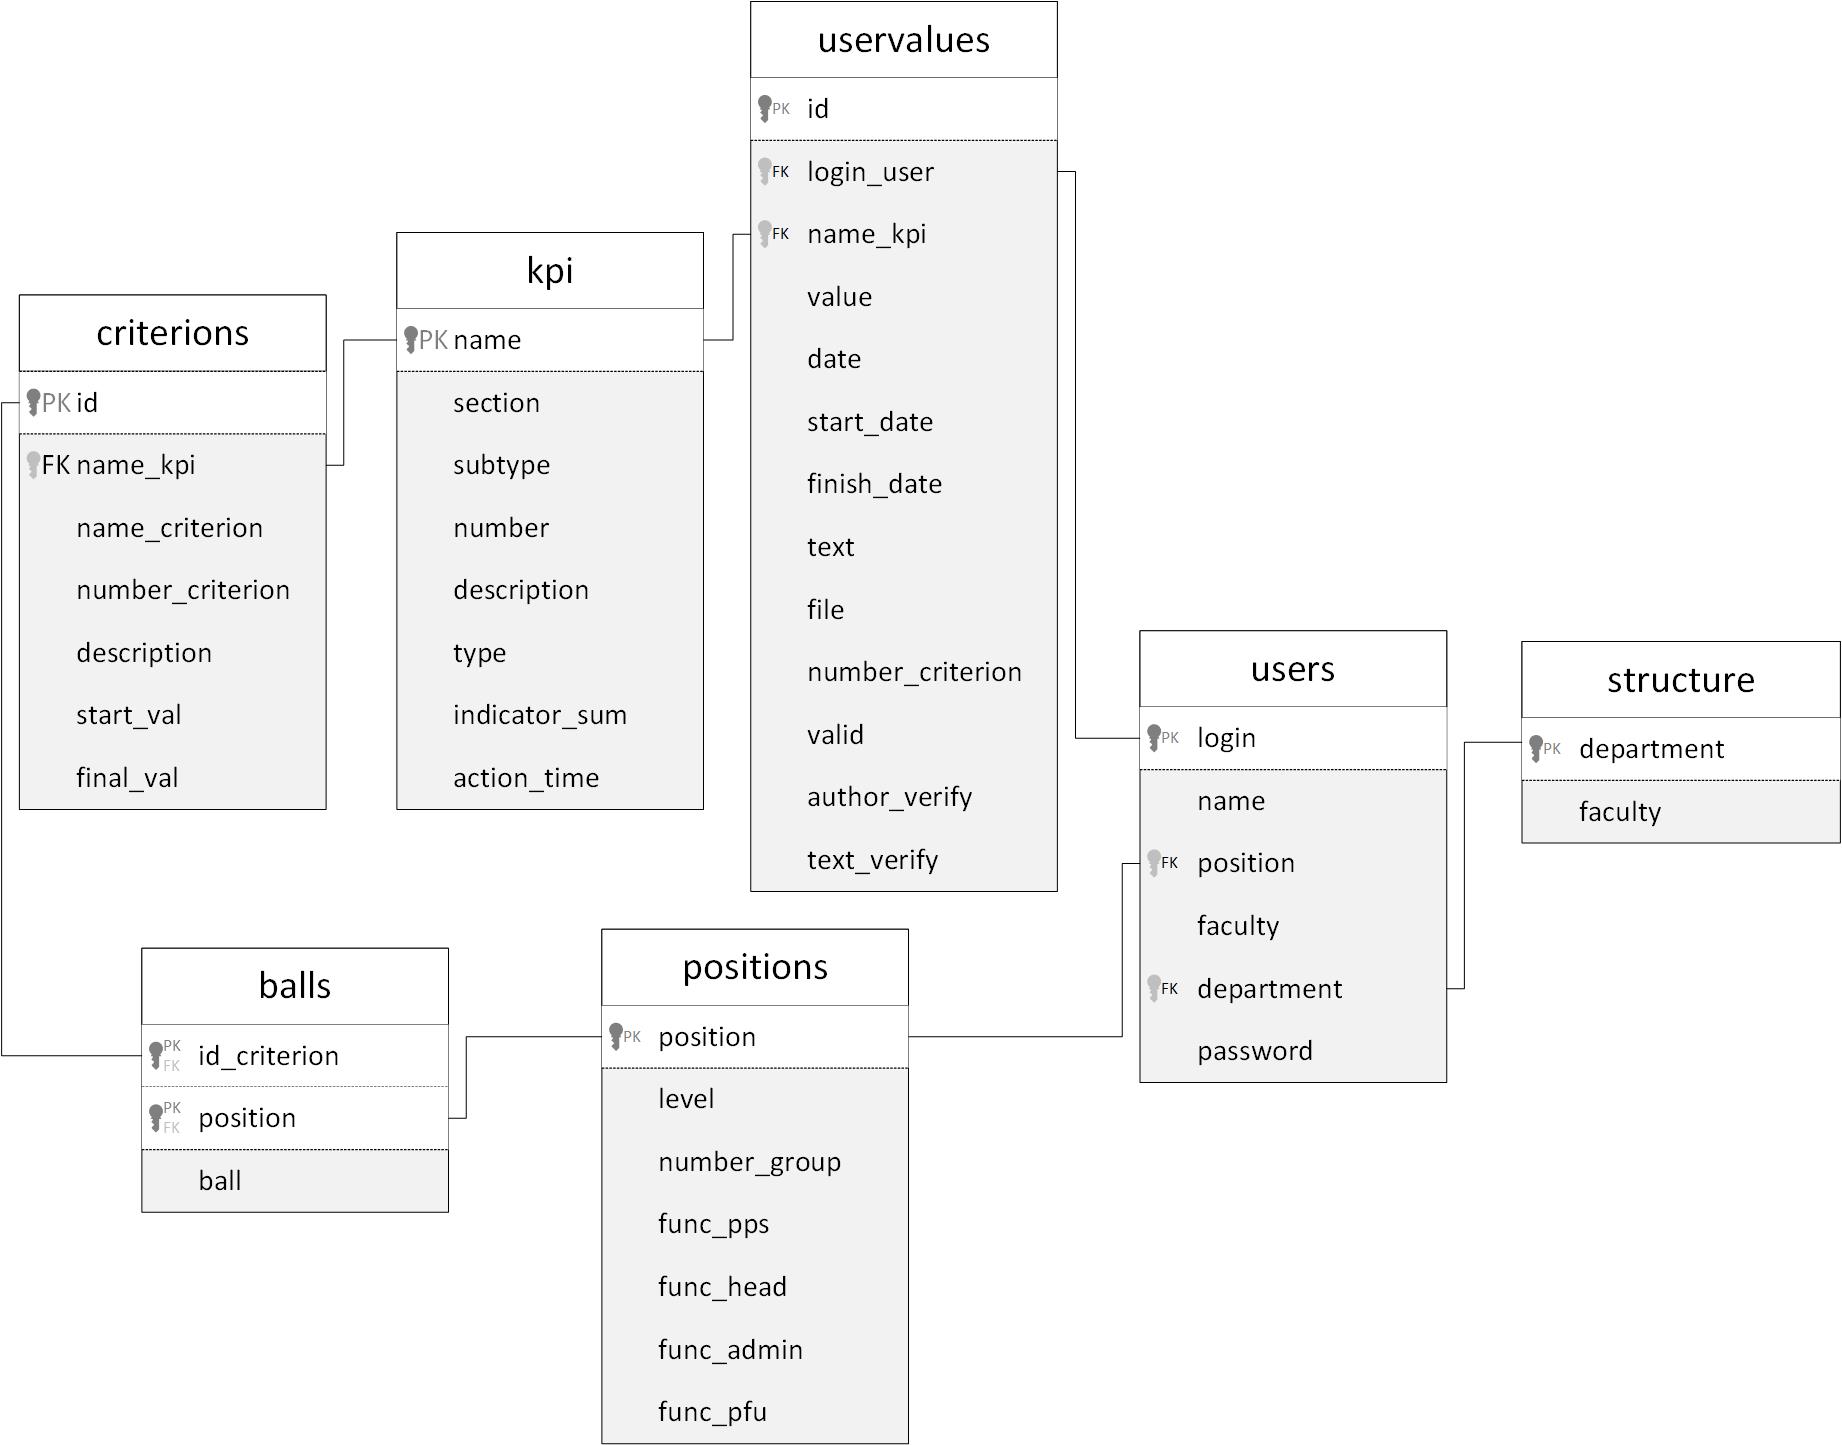 uservalues
PK id
FK login_user
FK name_kpi
value
date
start_date
finish_date
text
file
number_criterion
valid
author_verify
text_verify
kpi
PK name
section
subtype
number
description
type
indicator_sum
action_time
criterions
PK id
FK name_kpi
name_criterion
number_criterion
description
start_val
final_val
users
PK login
name
FK position
faculty
FK department
password
structure
PK department
faculty
balls
PK
FK
id_criterion
PK
FK
position
ball
positions
PK position
level
number_group
func_pps
func_head
func_admin
func_pfu